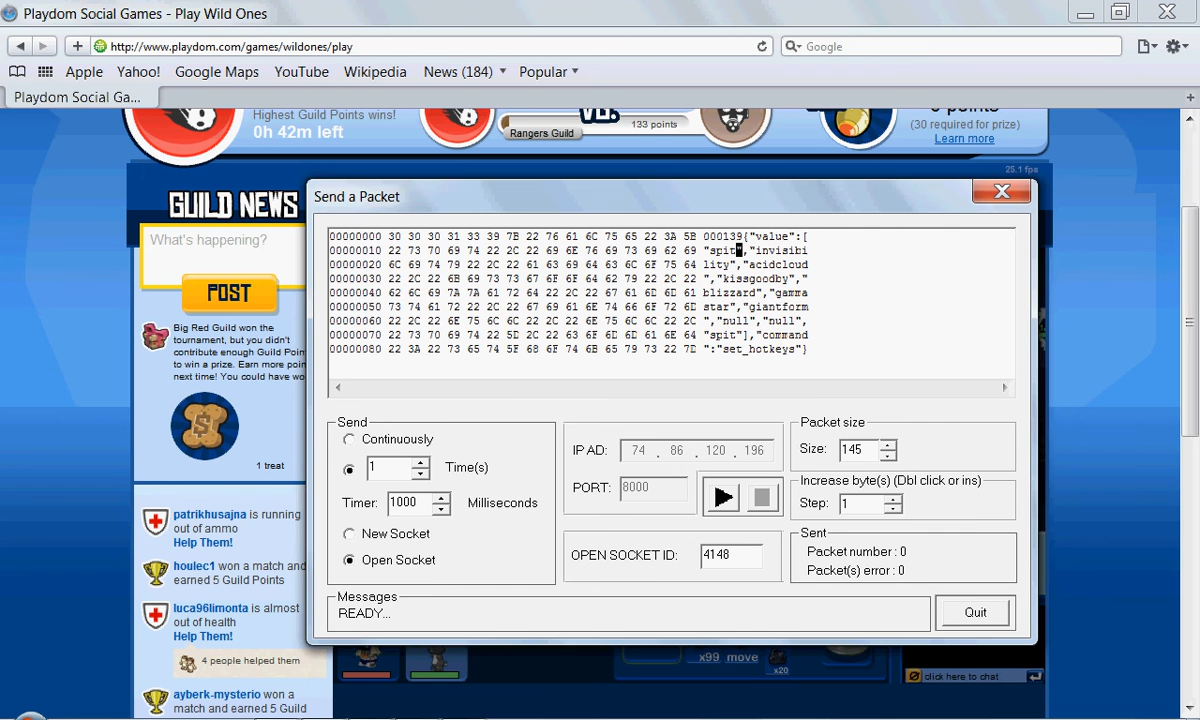 Playdom Social Games - Play Wild Ones
http://www.playdom.com/games/wildones/play
Google
Apple Yahoo! Google Maps YouTube Wikipedia News (184) Popular
Playdom Social Ga...
Highest Guild Points wins!
0h 42m left
Rangers Guild
133 points
(30 required for prize)
Learn more
25.1 fps
GUILD NEWS
What's happening?
POST
Big Red Guild won the
tournament, but you didn't
contribute enough Guild Poin
to win a prize. Earn more poin
next time! You could have wo
1 treat
patrikhusajna is running
out of ammo
Help Them!
houlec1 won a match and
earned 5 Guild Points
luca96limonta is almost
out of health
Help Them!
4 people helped them
ayberk-mysterio won a
match and earned 5 Guild
Send a Packet
00000000 30 30 30 31 33 39 7B 22 76 61 6C 75 65 22 3A 5B 000139{"value":[
00000010 22 73 70 69 74 22 2C 22 69 6E 76 69 73 69 62 69 "spit","invisibi
00000020 6C 69 74 79 22 2C 22 61 63 69 64 63 6C 6F 75 64 lity","acidcloud
00000030 22 2C 22 6B 69 73 73 67 6F 6F 64 62 79 22 2C 22 ","kissgoodby","
00000040 62 6C 69 7A 7A 61 72 64 22 2C 22 67 61 6D 6D 61 blizzard","gamma
00000050 73 74 61 72 22 2C 22 67 69 61 6E 74 66 6F 72 6D star","giantform
00000060 22 2C 22 6E 75 6C 6C 22 2C 22 6E 75 6C 6C 22 2C ","null","null",
00000070 22 73 70 69 74 22 5D 2C 22 63 6F 6D 6D 61 6E 64 "spit"],"command
00000080 22 3A 22 73 65 74 5F 68 6F 74 6B 65 79 73 22 7D ":"set_hotkeys"}
Send
Continuously
1 Time(s)
Timer: 1000 Milliseconds
New Socket
Open Socket
IP AD: 74 . 86 . 120 . 196
PORT: 8000
OPEN SOCKET ID: 4148
Packet size
Size: 145
Increase byte(s) (Dbl click or ins)
Step: 1
Sent
Packet number : 0
Packet(s) error : 0
Messages
READY...
Quit
x99 move
x20
click here to chat